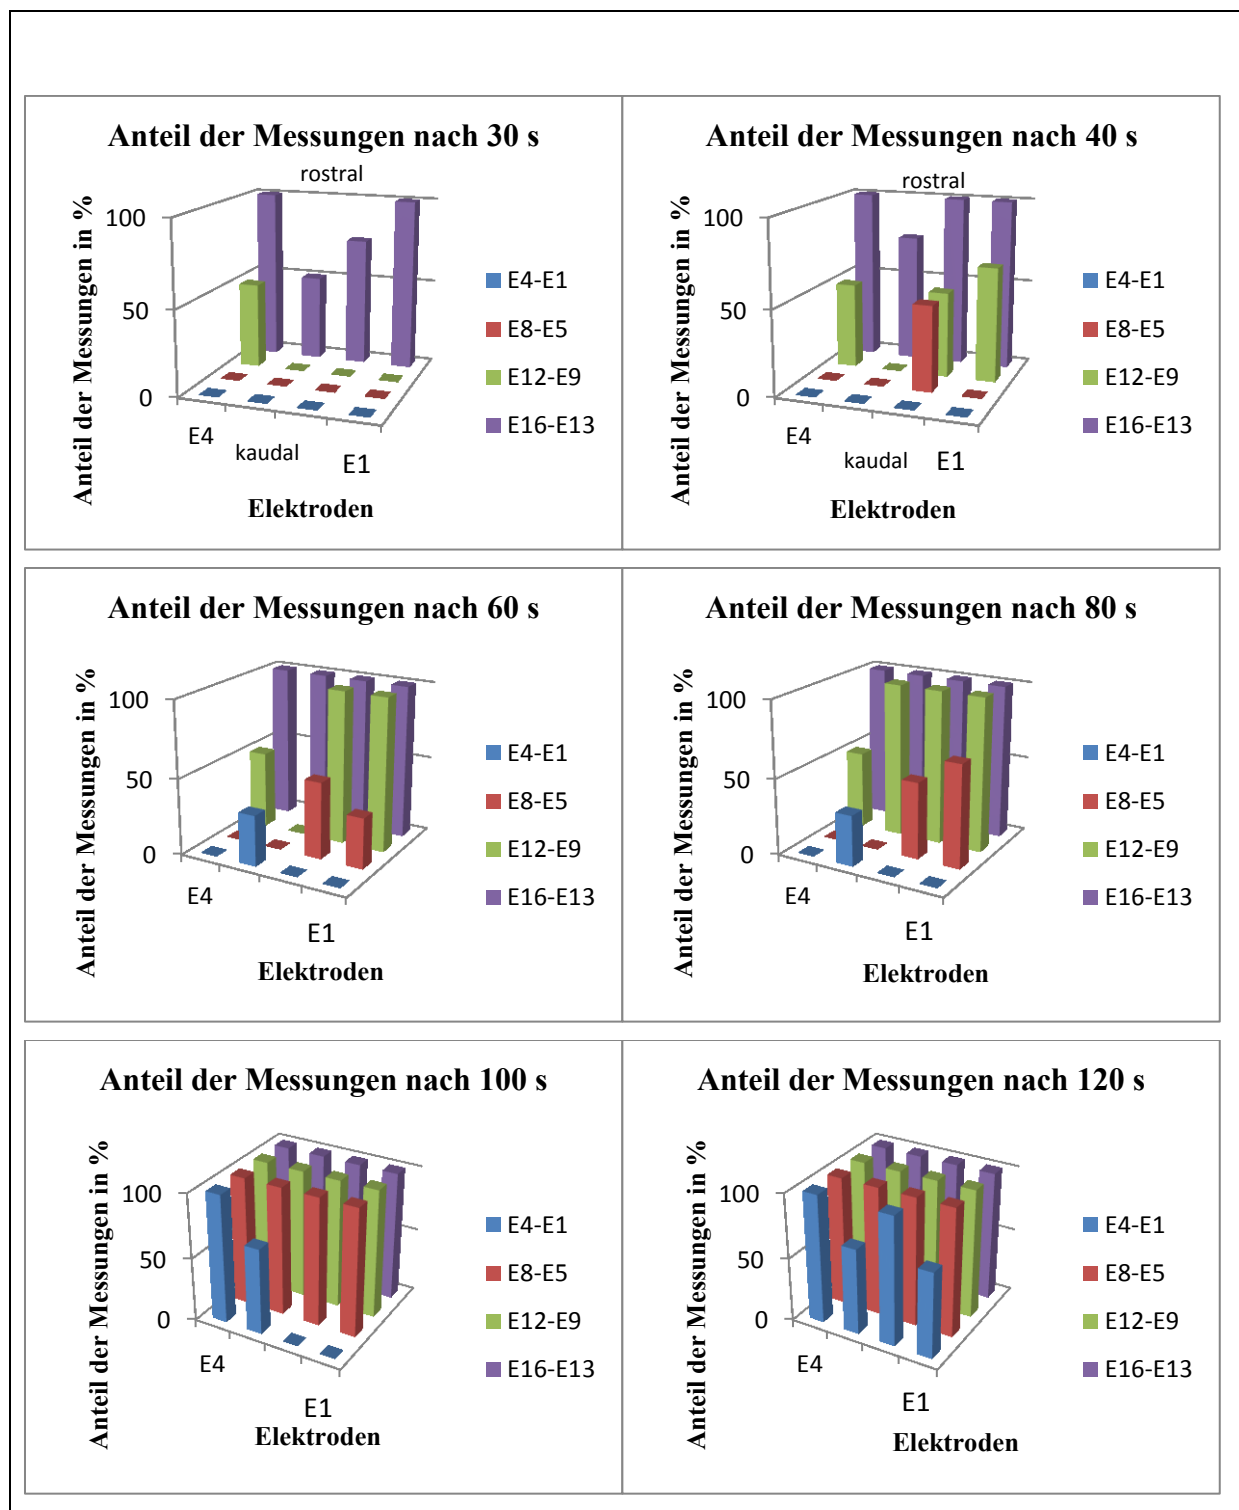 Anteil der Messungen nach 30 s
rostral
Anteil der Messungen in %
100
50
0
E4
kaudal
E1
Elektroden
E4-E1
E8-E5
E12-E9
E16-E13
Anteil der Messungen nach 40 s
rostral
Anteil der Messungen in %
100
50
0
E4
kaudal
E1
Elektroden
E4-E1
E8-E5
E12-E9
E16-E13
Anteil der Messungen nach 60 s
Anteil der Messungen in %
100
50
0
E4
E1
Elektroden
E4-E1
E8-E5
E12-E9
E16-E13
Anteil der Messungen nach 80 s
Anteil der Messungen in %
100
50
0
E4
E1
Elektroden
E4-E1
E8-E5
E12-E9
E16-E13
Anteil der Messungen nach 100 s
Anteil der Messungen in %
100
50
0
E4
E1
Elektroden
E4-E1
E8-E5
E12-E9
E16-E13
Anteil der Messungen nach 120 s
Anteil der Messungen in %
100
50
0
E4
E1
Elektroden
E4-E1
E8-E5
E12-E9
E16-E13